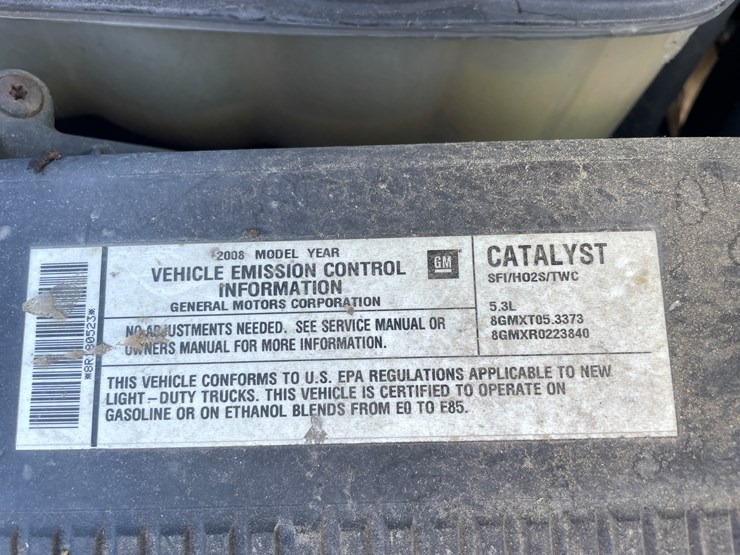 2008 MODEL YEAR
VEHICLE EMISSION CONTROL
INFORMATION
GENERAL MOTORS CORPORATION
GM
NO ADJUSTMENTS NEEDED. SEE SERVICE MANUAL OR
OWNERS MANUAL FOR MORE INFORMATION.
CATALYST
SFI/HO2S/TWC
5.3L
8GMXT05.3373
8GMXR0223840
THIS VEHICLE CONFORMS TO U.S. EPA REGULATIONS APPLICABLE TO NEW
LIGHT-DUTY TRUCKS. THIS VEHICLE IS CERTIFIED TO OPERATE ON
GASOLINE OR ON ETHANOL BLENDS FROM E0 TO E85.